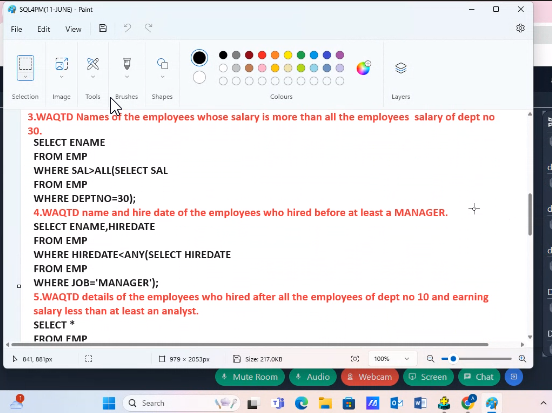 SQL4PM(11-JUNE) - Paint
File Edit View
Selection Image Tools Brushes Shapes Colours Layers
3.WAQTD Names of the employees whose salary is more than all the employees salary of dept no
30.
SELECT ENAME
FROM EMP
WHERE SAL>ALL(SELECT SAL
FROM EMP
WHERE DEPTNO=30);
4.WAQTD name and hire date of the employees who hired before at least a MANAGER.
SELECT ENAME,HIREDATE
FROM EMP
WHERE HIREDATE<ANY(SELECT HIREDATE
FROM EMP
WHERE JOB='MANAGER');
5.WAQTD details of the employees who hired after all the employees of dept no 10 and earning
salary less than at least an analyst.
SELECT *
FROM EMP
841, 881px 979 × 2053px Size: 217.0KB 100%
Mute Room Audio Webcam Screen Chat
1 Search